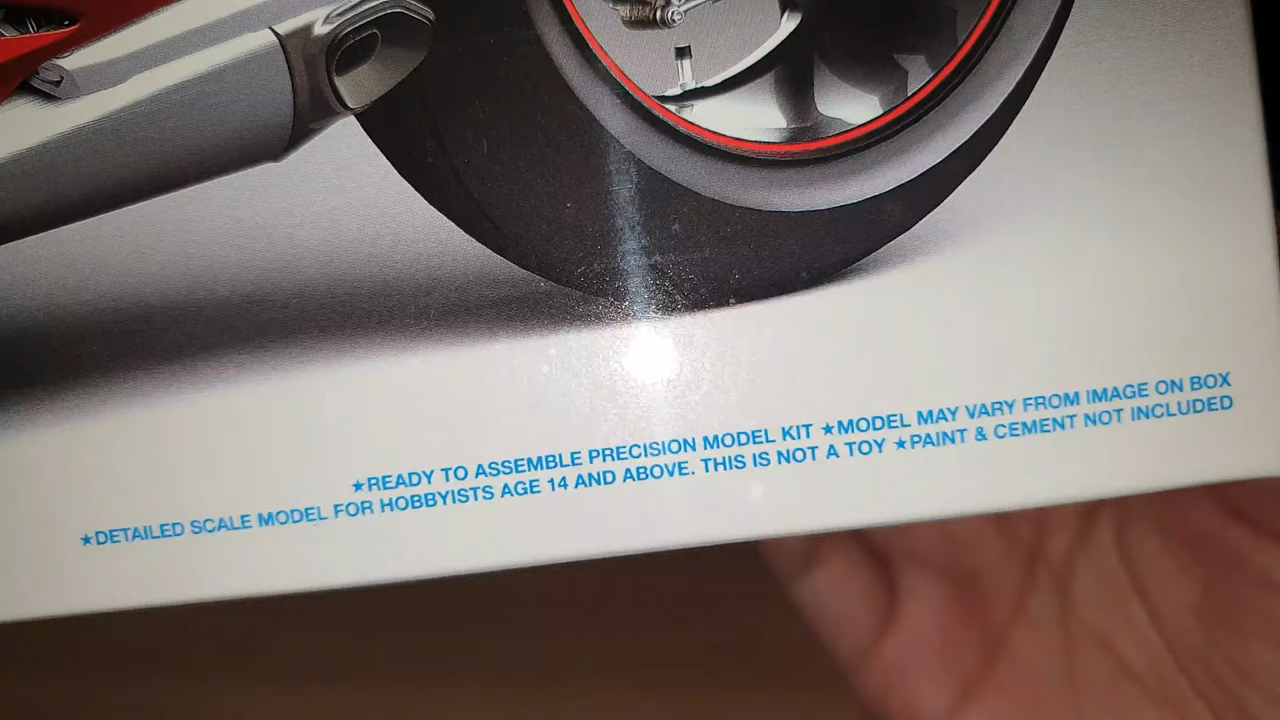 ★READY TO ASSEMBLE PRECISION MODEL KIT ★MODEL MAY VARY FROM IMAGE ON BOX
★DETAILED SCALE MODEL FOR HOBBYISTS AGE 14 AND ABOVE. THIS IS NOT A TOY ★PAINT & CEMENT NOT INCLUDED